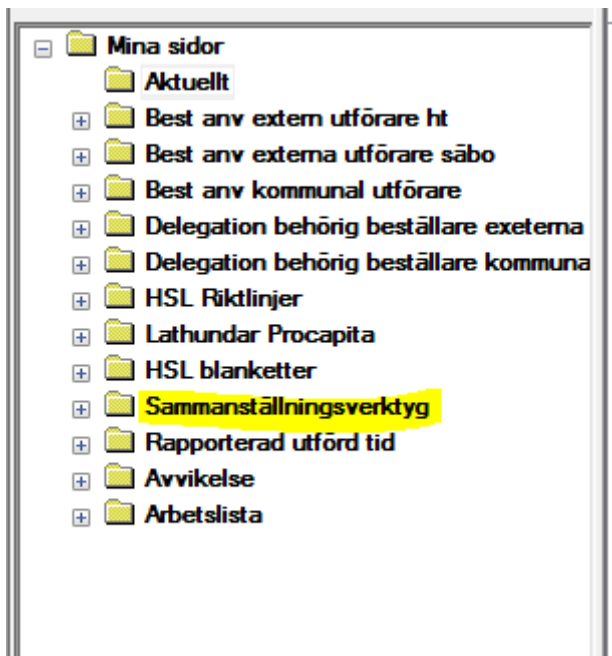 Mina sidor
Aktuellt
Best anv extern utförare ht
Best anv externa utförare säbo
Best anv kommunal utförare
Delegation behörig beställare exeterna
Delegation behörig beställare kommuna
HSL Riktlinjer
Lathundar Procapita
HSL blanketter
Sammanställningsverktyg
Rapporterad utförd tid
Avvikelse
Arbetslista